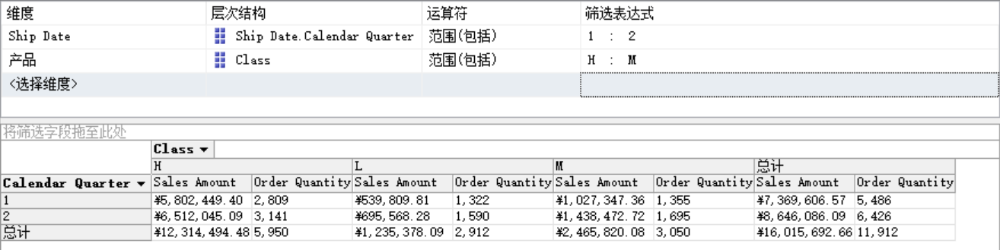 维度 层次结构 运算符 筛选表达式
Ship Date Ship Date.Calendar Quarter 范围(包括) 1 : 2
产品 Class 范围(包括) H : M
<选择维度>
将筛选字段拖至此处
Class
H L M 总计
Calendar Quarter Sales Amount Order Quantity Sales Amount Order Quantity Sales Amount Order Quantity Sales Amount Order Quantity
1 ¥5,802,449.40 2,809 ¥539,809.81 1,322 ¥1,027,347.36 1,355 ¥7,369,606.57 5,486
2 ¥6,512,045.09 3,141 ¥695,568.28 1,590 ¥1,438,472.72 1,695 ¥8,646,086.09 6,426
总计 ¥12,314,494.48 5,950 ¥1,235,378.09 2,912 ¥2,465,820.08 3,050 ¥16,015,692.66 11,912